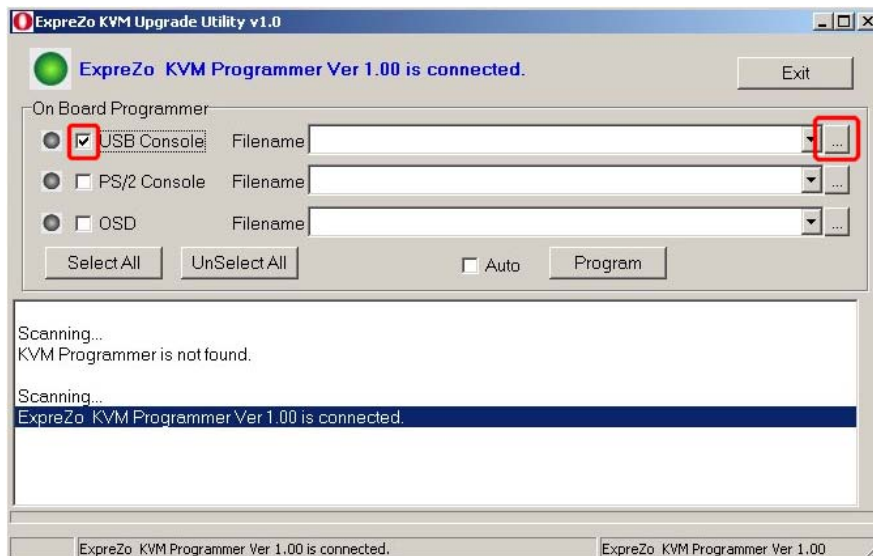 ExpreZo KVM Upgrade Utility v1.0
ExpreZo KVM Programmer Ver 1.00 is connected.
Exit
On Board Programmer
USB Console Filename ...
PS/2 Console Filename ...
OSD Filename ...
Select All UnSelect All Auto Program
Scanning...
KVM Programmer is not found.
Scanning...
ExpreZo KVM Programmer Ver 1.00 is connected.
ExpreZo KVM Programmer Ver 1.00 is connected. ExpreZo KVM Programmer Ver 1.00